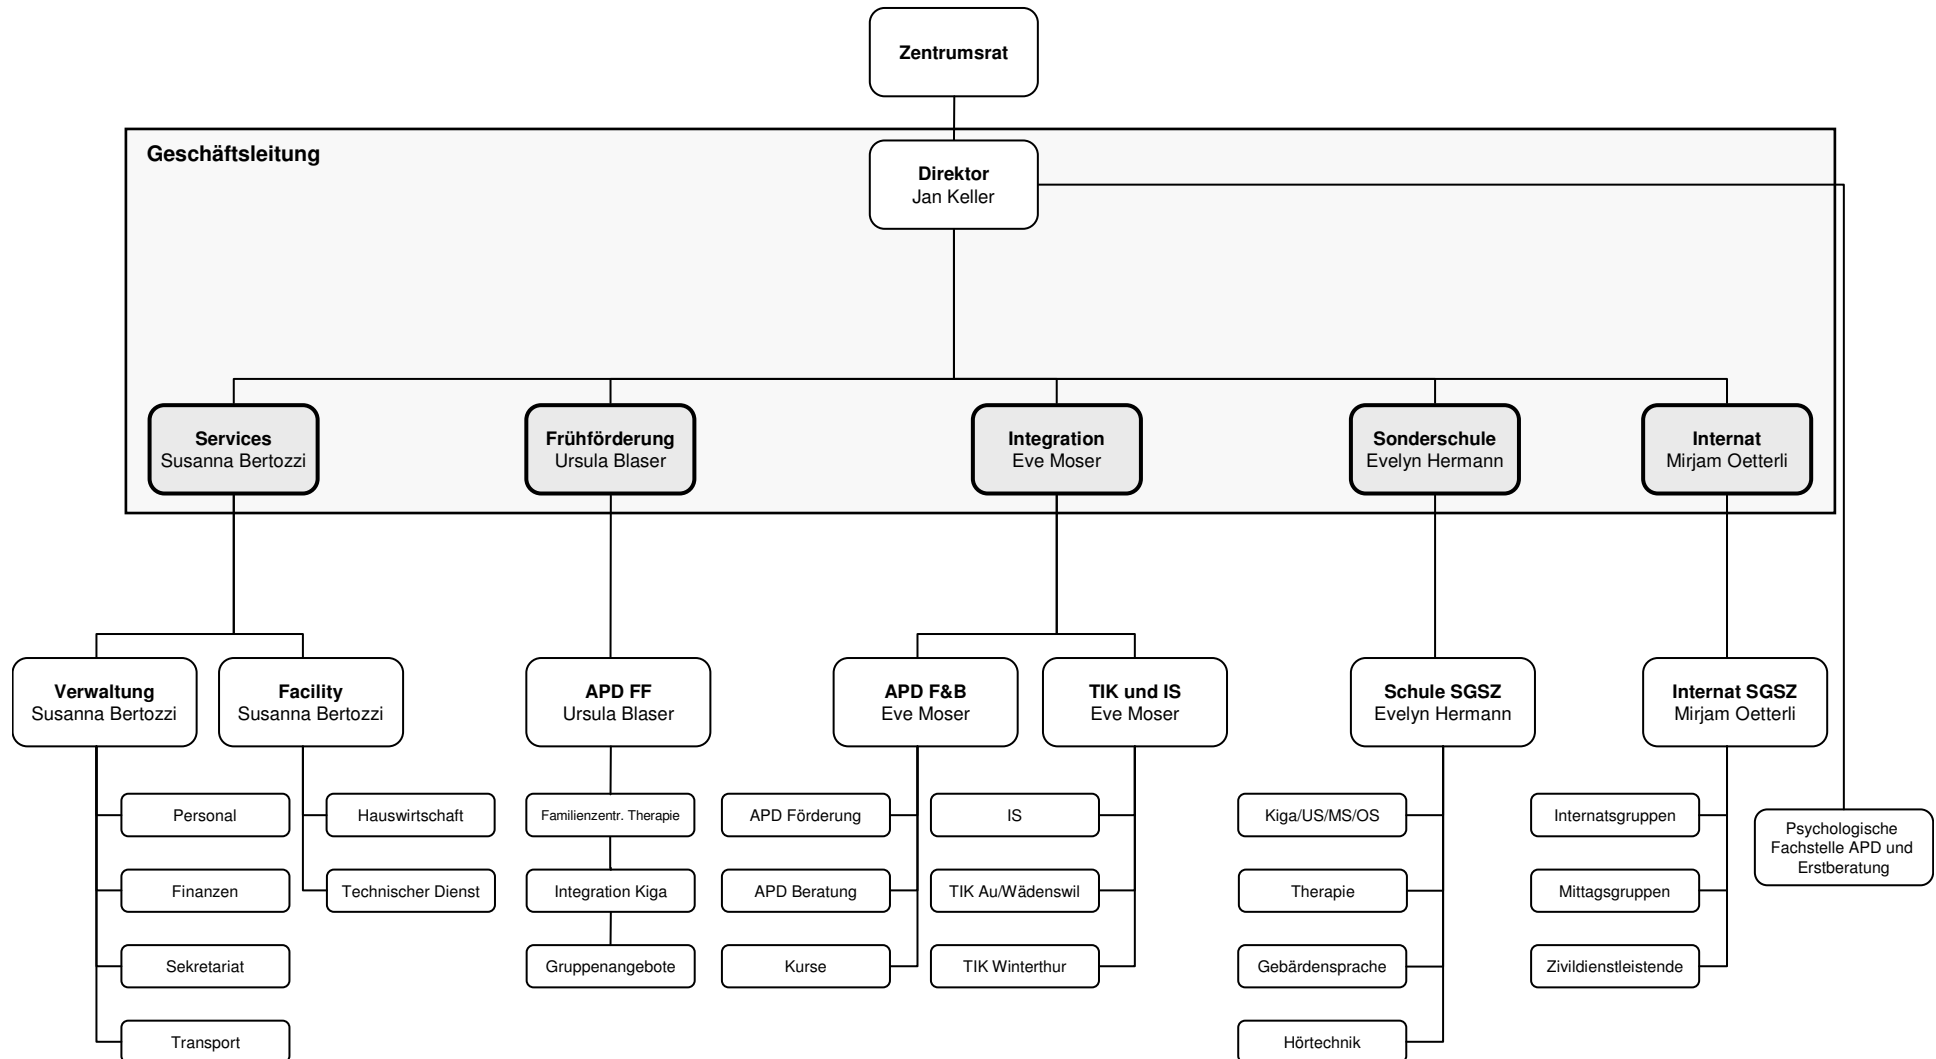 Zentrumsrat
Geschäftsleitung
Direktor
Jan Keller
Services
Susanna Bertozzi
Frühförderung
Ursula Blaser
Integration
Eve Moser
Sonderschule
Evelyn Hermann
Internat
Mirjam Oetterli
Verwaltung
Susanna Bertozzi
Facility
Susanna Bertozzi
APD FF
Ursula Blaser
APD F&B
Eve Moser
TIK und IS
Eve Moser
Schule SGSZ
Evelyn Hermann
Internat SGSZ
Mirjam Oetterli
Personal
Finanzen
Sekretariat
Transport
Hauswirtschaft
Technischer Dienst
Familienzentr. Therapie
Integration Kiga
Gruppenangebote
APD Förderung
APD Beratung
Kurse
IS
TIK Au/Wädenswil
TIK Winterthur
Kiga/US/MS/OS
Therapie
Gebärdensprache
Hörtechnik
Internatsgruppen
Mittagsgruppen
Zivildienstleistende
Psychologische
Fachstelle APD und
Erstberatung